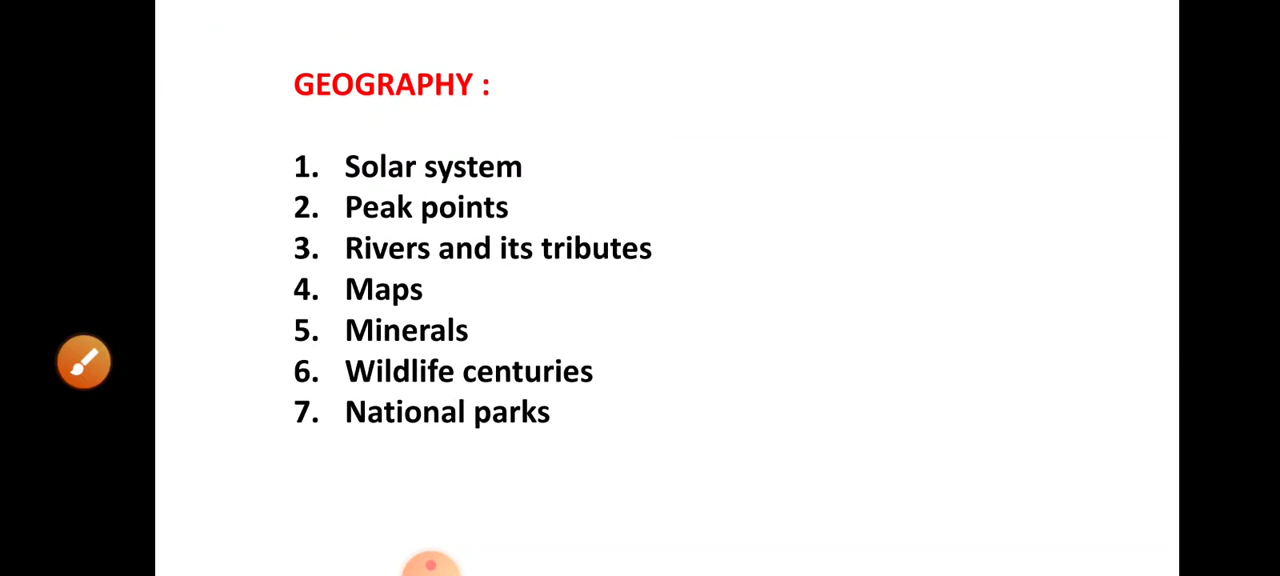 GEOGRAPHY :
1. Solar system
2. Peak points
3. Rivers and its tributes
4. Maps
5. Minerals
6. Wildlife centuries
7. National parks